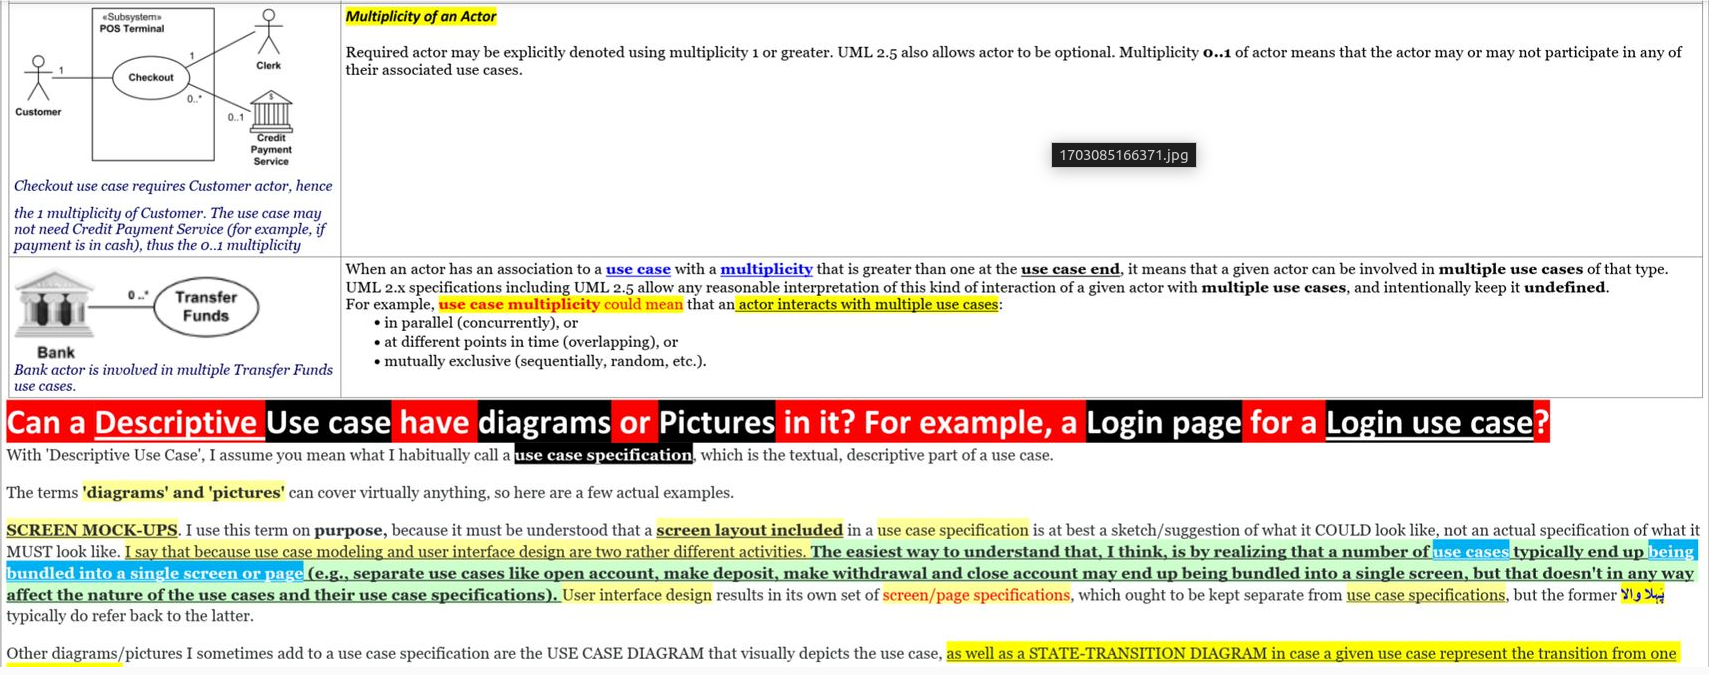 «Subsystem»
POS Terminal
Clerk
1
1
Checkout
0..*
Customer
0..1
$
Credit
Payment
Service
Checkout use case requires Customer actor, hence
the 1 multiplicity of Customer. The use case may
not need Credit Payment Service (for example, if
payment is in cash), thus the 0..1 multiplicity
Multiplicity of an Actor
Required actor may be explicitly denoted using multiplicity 1 or greater. UML 2.5 also allows actor to be optional. Multiplicity 0..1 of actor means that the actor may or may not participate in any of
their associated use cases.
1703085166371.jpg
0..*
Transfer
Funds
Bank
Bank actor is involved in multiple Transfer Funds
use cases.
When an actor has an association to a use case with a multiplicity that is greater than one at the use case end, it means that a given actor can be involved in multiple use cases of that type.
UML 2.x specifications including UML 2.5 allow any reasonable interpretation of this kind of interaction of a given actor with multiple use cases, and intentionally keep it undefined.
For example, use case multiplicity could mean that an actor interacts with multiple use cases:
• in parallel (concurrently), or
• at different points in time (overlapping), or
• mutually exclusive (sequentially, random, etc.).
Can a Descriptive Use case have diagrams or Pictures in it? For example, a Login page for a Login use case?
With 'Descriptive Use Case', I assume you mean what I habitually call a use case specification, which is the textual, descriptive part of a use case.
The terms 'diagrams' and 'pictures' can cover virtually anything, so here are a few actual examples.
SCREEN MOCK-UPS. I use this term on purpose, because it must be understood that a screen layout included in a use case specification is at best a sketch/suggestion of what it COULD look like, not an actual specification of what it
MUST look like. I say that because use case modeling and user interface design are two rather different activities. The easiest way to understand that, I think, is by realizing that a number of use cases typically end up being
bundled into a single screen or page (e.g., separate use cases like open account, make deposit, make withdrawal and close account may end up being bundled into a single screen, but that doesn't in any way
affect the nature of the use cases and their use case specifications). User interface design results in its own set of screen/page specifications, which ought to be kept separate from use case specifications, but the former پہلا والا
typically do refer back to the latter.
Other diagrams/pictures I sometimes add to a use case specification are the USE CASE DIAGRAM that visually depicts the use case, as well as a STATE-TRANSITION DIAGRAM in case a given use case represent the transition from one